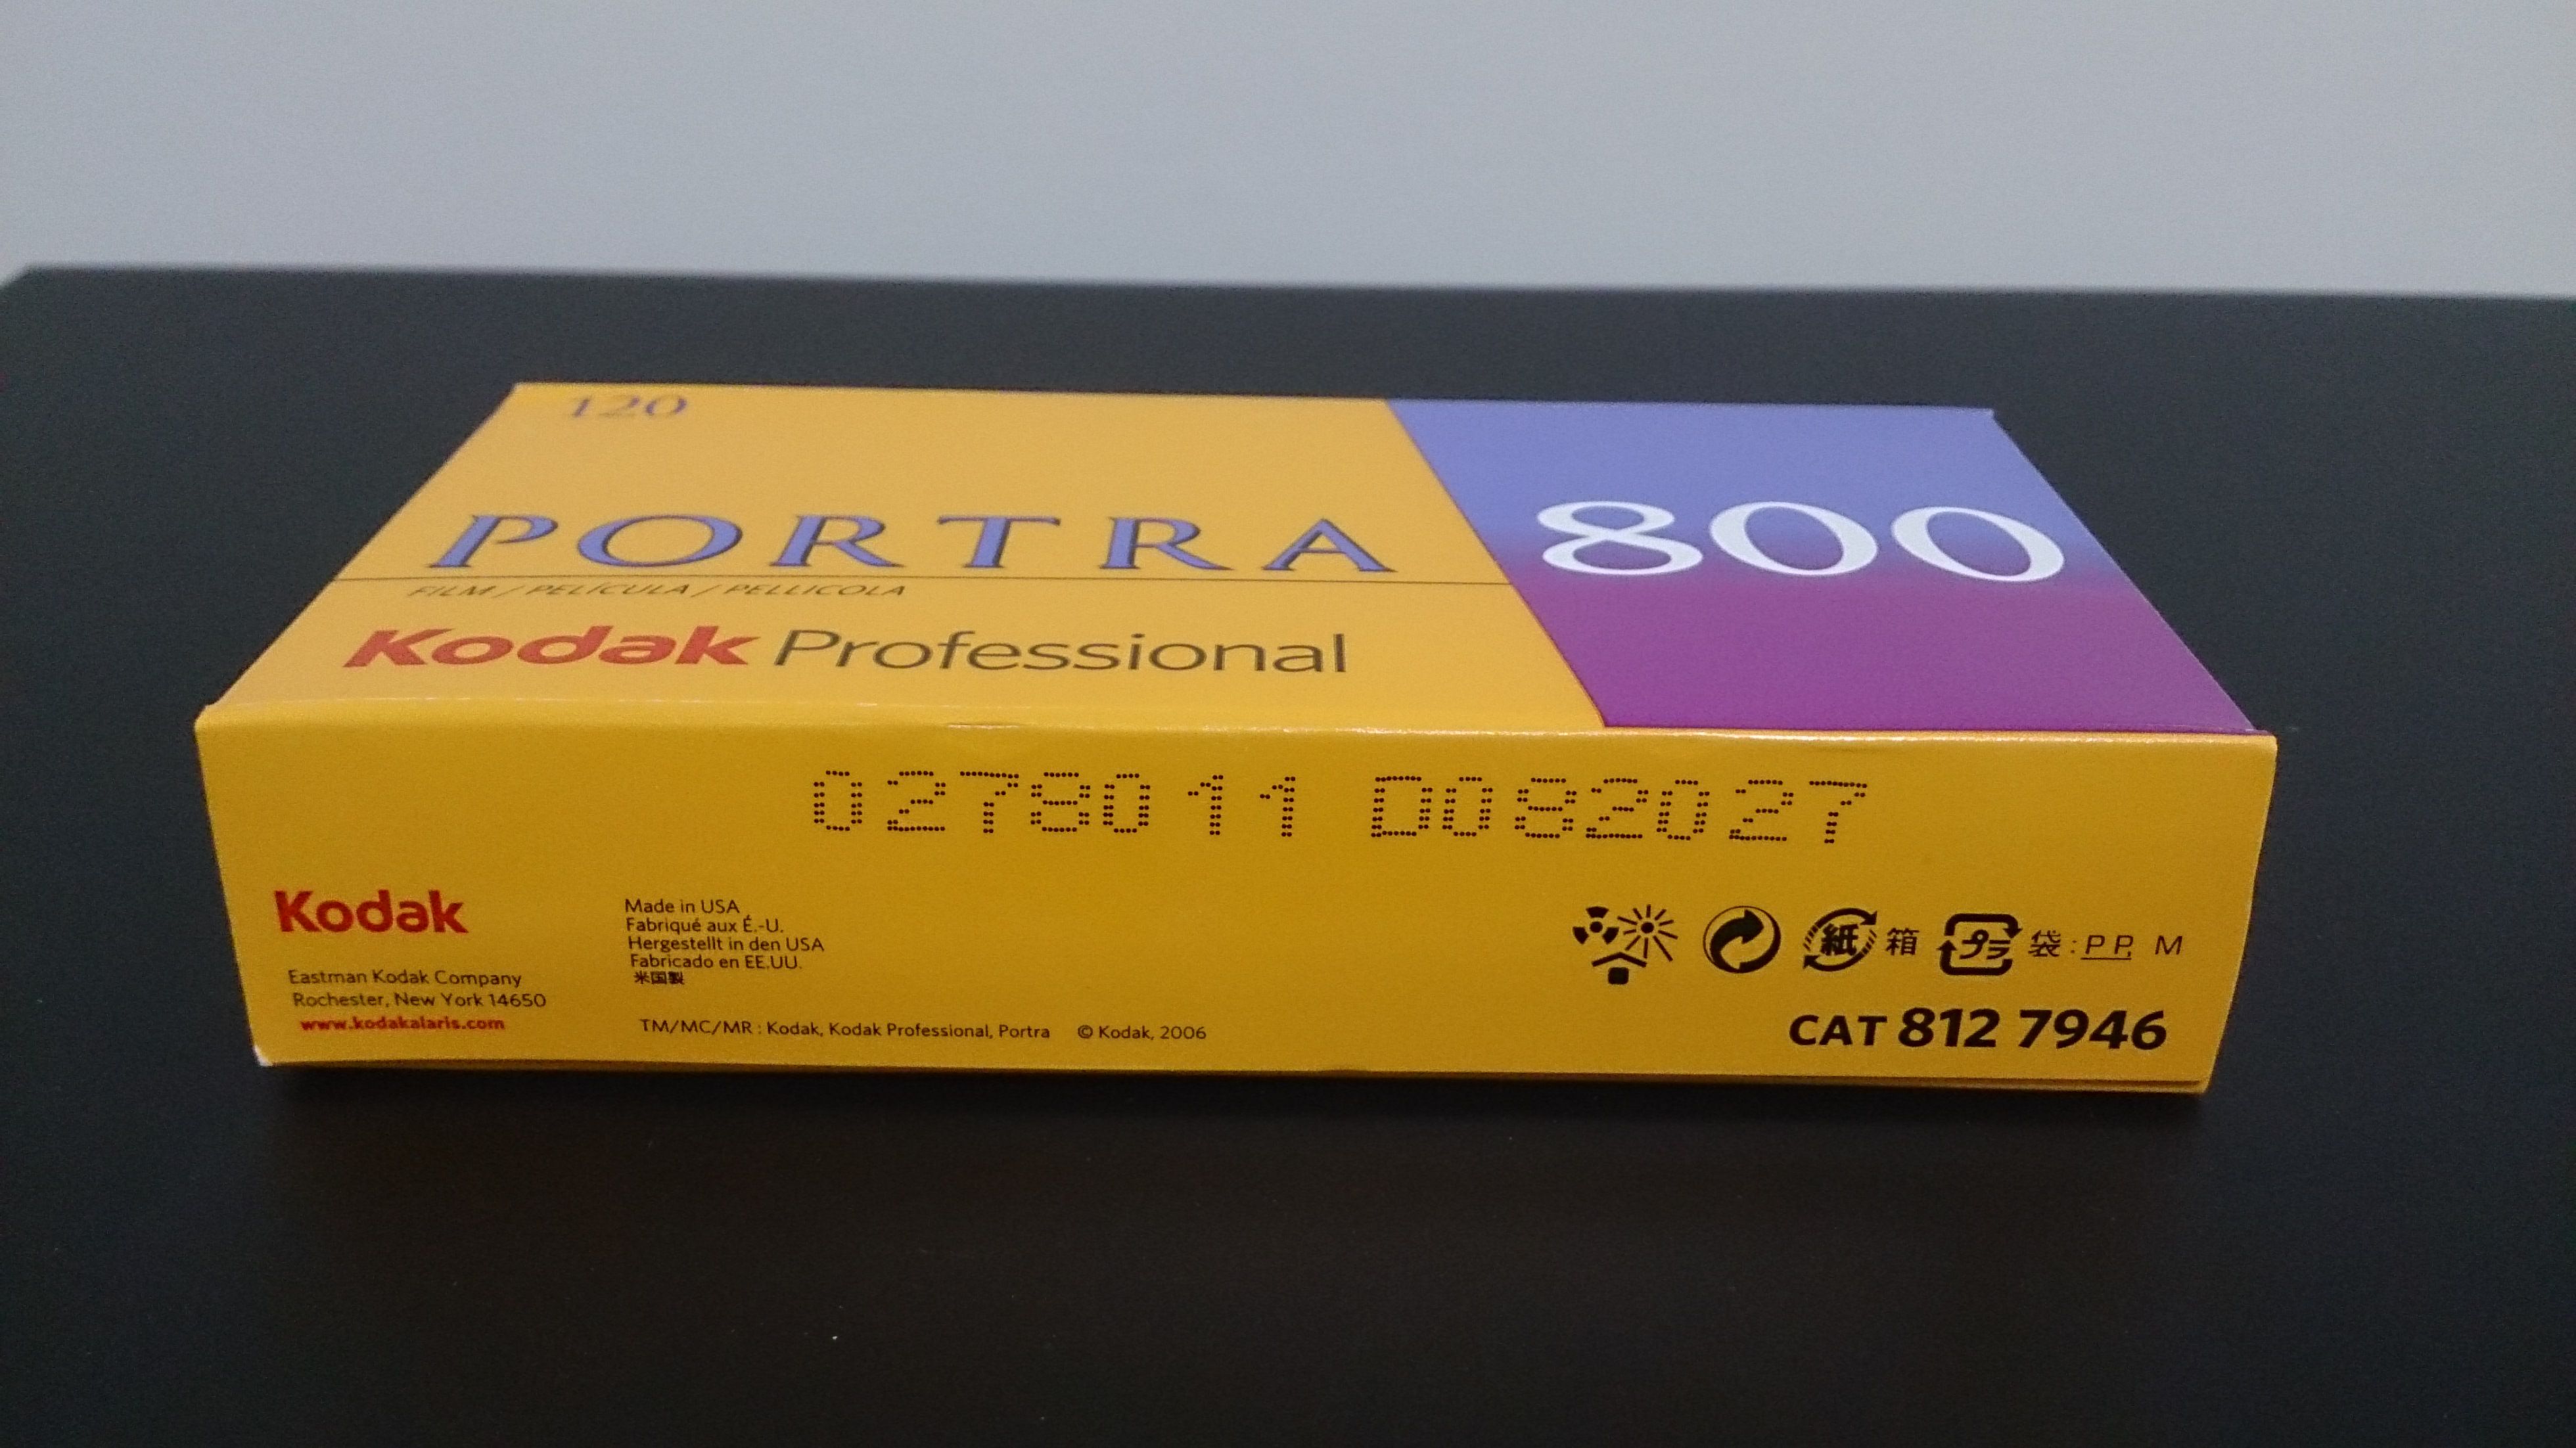 120
PORTRA
800
FILM / PELÍCULA / PELLICOLA
Kodak Professional
0278011 D082027
Kodak
Eastman Kodak Company
Rochester, New York 14650
www.kodakalaris.com
Made in USA
Fabriqué aux É.-U.
Hergestellt in den USA
Fabricado en EE.UU.
米国製
TM/MC/MR : Kodak, Kodak Professional, Portra © Kodak, 2006
紙 箱 プラ 袋 : PP, M
CAT 812 7946